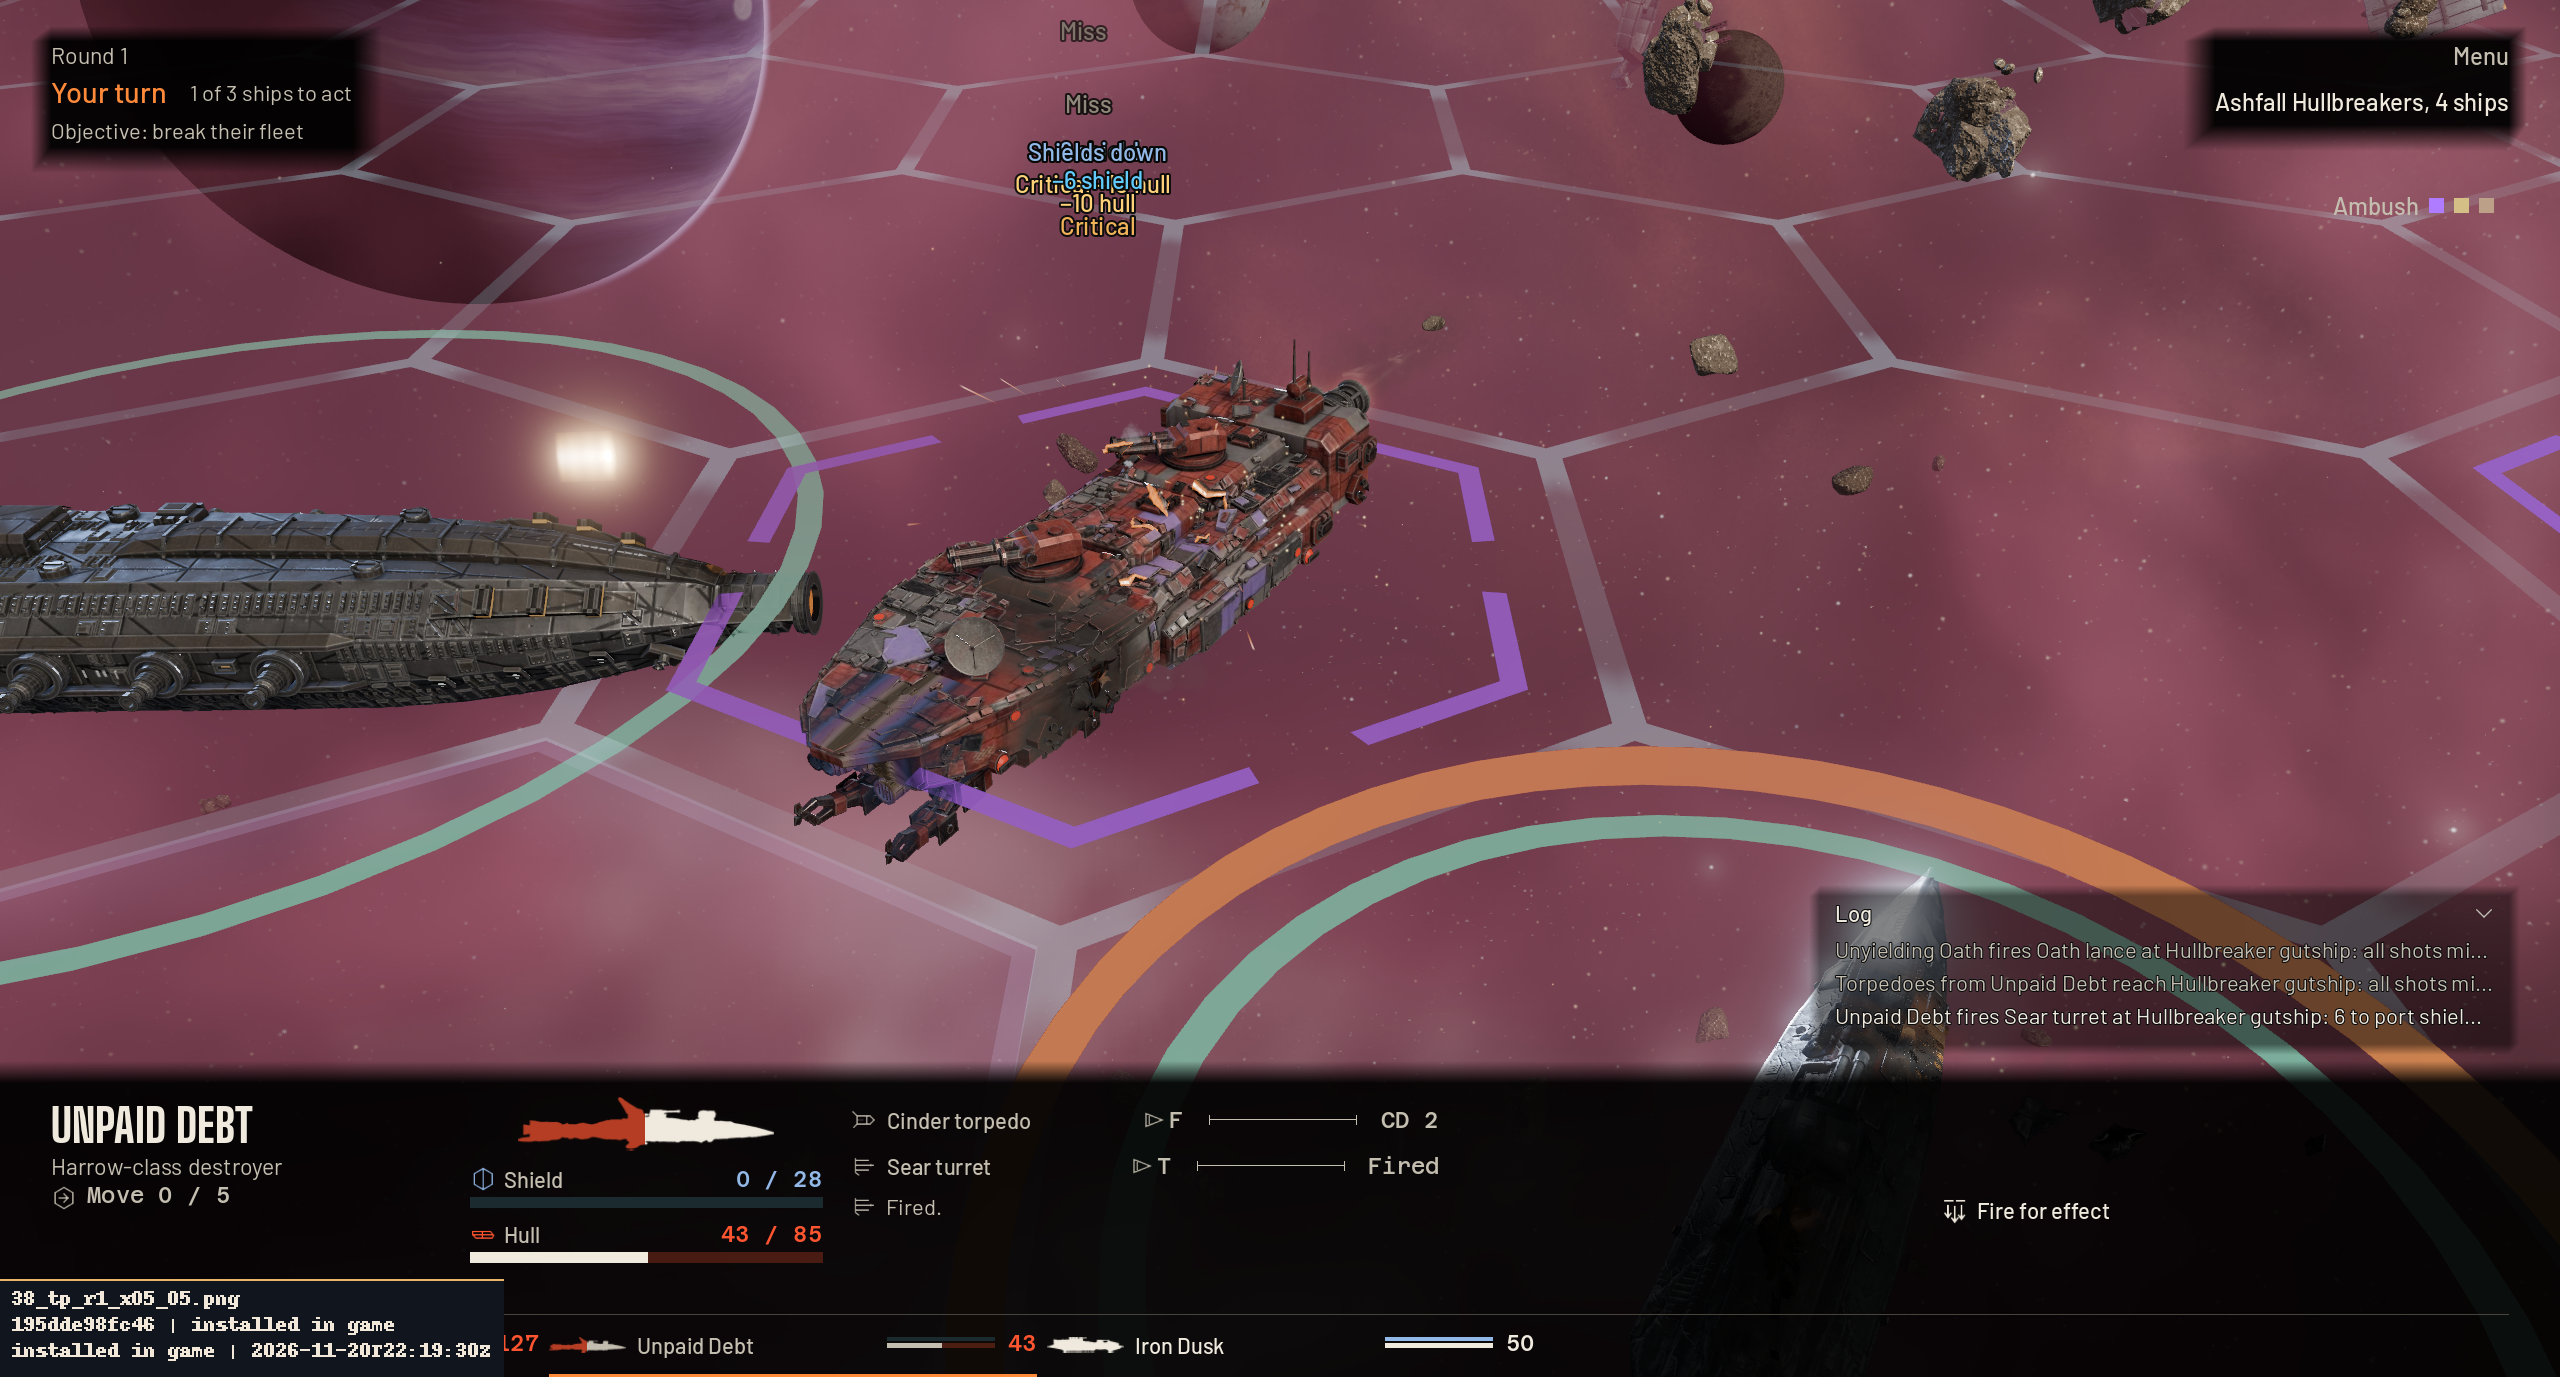 Round 1
Your turn 1 of 3 ships to act
Objective: break their fleet
Miss
Miss
Shields down
-6 shield
hull
-10 hull
Critical
Menu
Ashfall Hullbreakers, 4 ships
Ambush
Log
Unyielding Oath fires Oath lance at Hullbreaker gutship: all shots mi...
Torpedoes from Unpaid Debt reach Hullbreaker gutship: all shots mi...
Unpaid Debt fires Sear turret at Hullbreaker gutship: 6 to port shiel...
UNPAID DEBT
Harrow-class destroyer
Move 0 / 5
Shield 0 / 28
Hull 43 / 85
Cinder torpedo F CD 2
Sear turret T Fired
Fired.
Fire for effect
38_tp_r1_x05_05.png
195dde98fc46 | installed in game
installed in game | 2026-11-20T22:19:30Z
127 Unpaid Debt 43 Iron Dusk 50